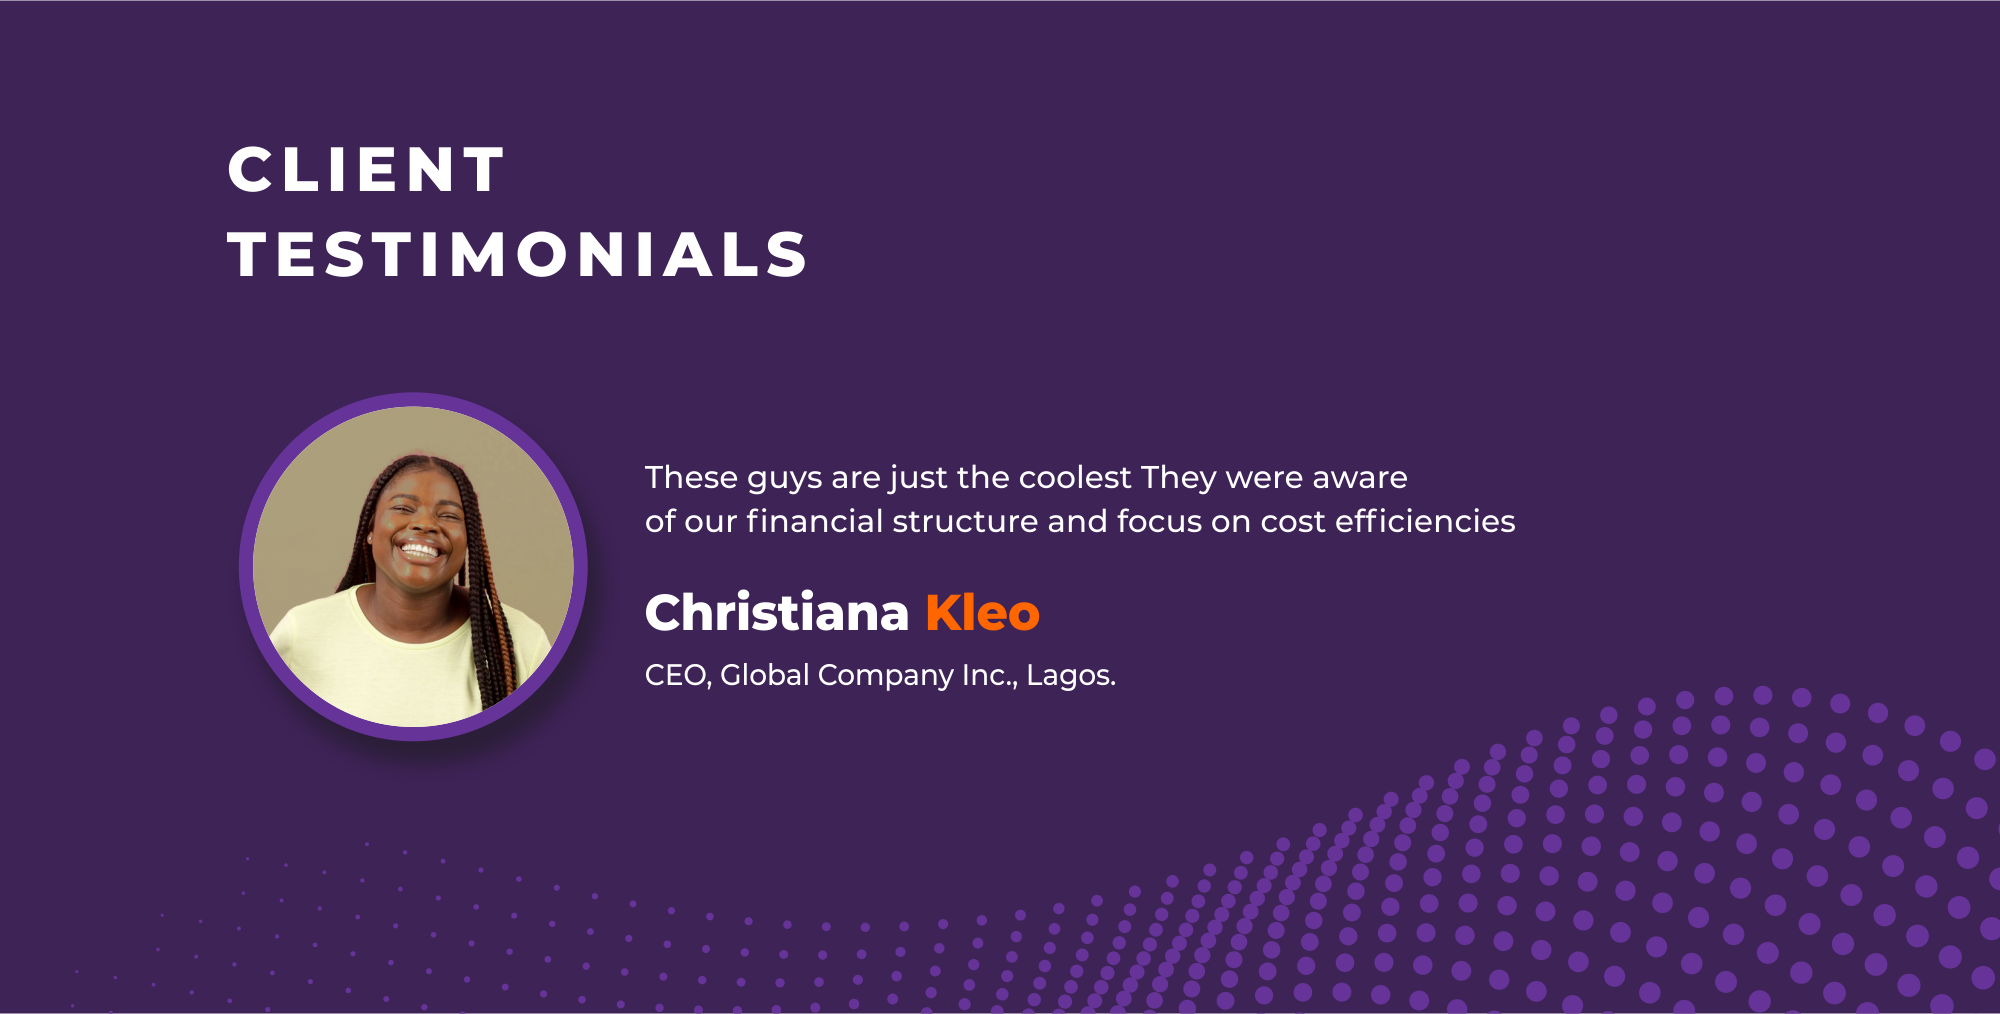 CLIENT
TESTIMONIALS
These guys are just the coolest They were aware
of our financial structure and focus on cost efficiencies
Christiana Kleo
CEO, Global Company Inc., Lagos.